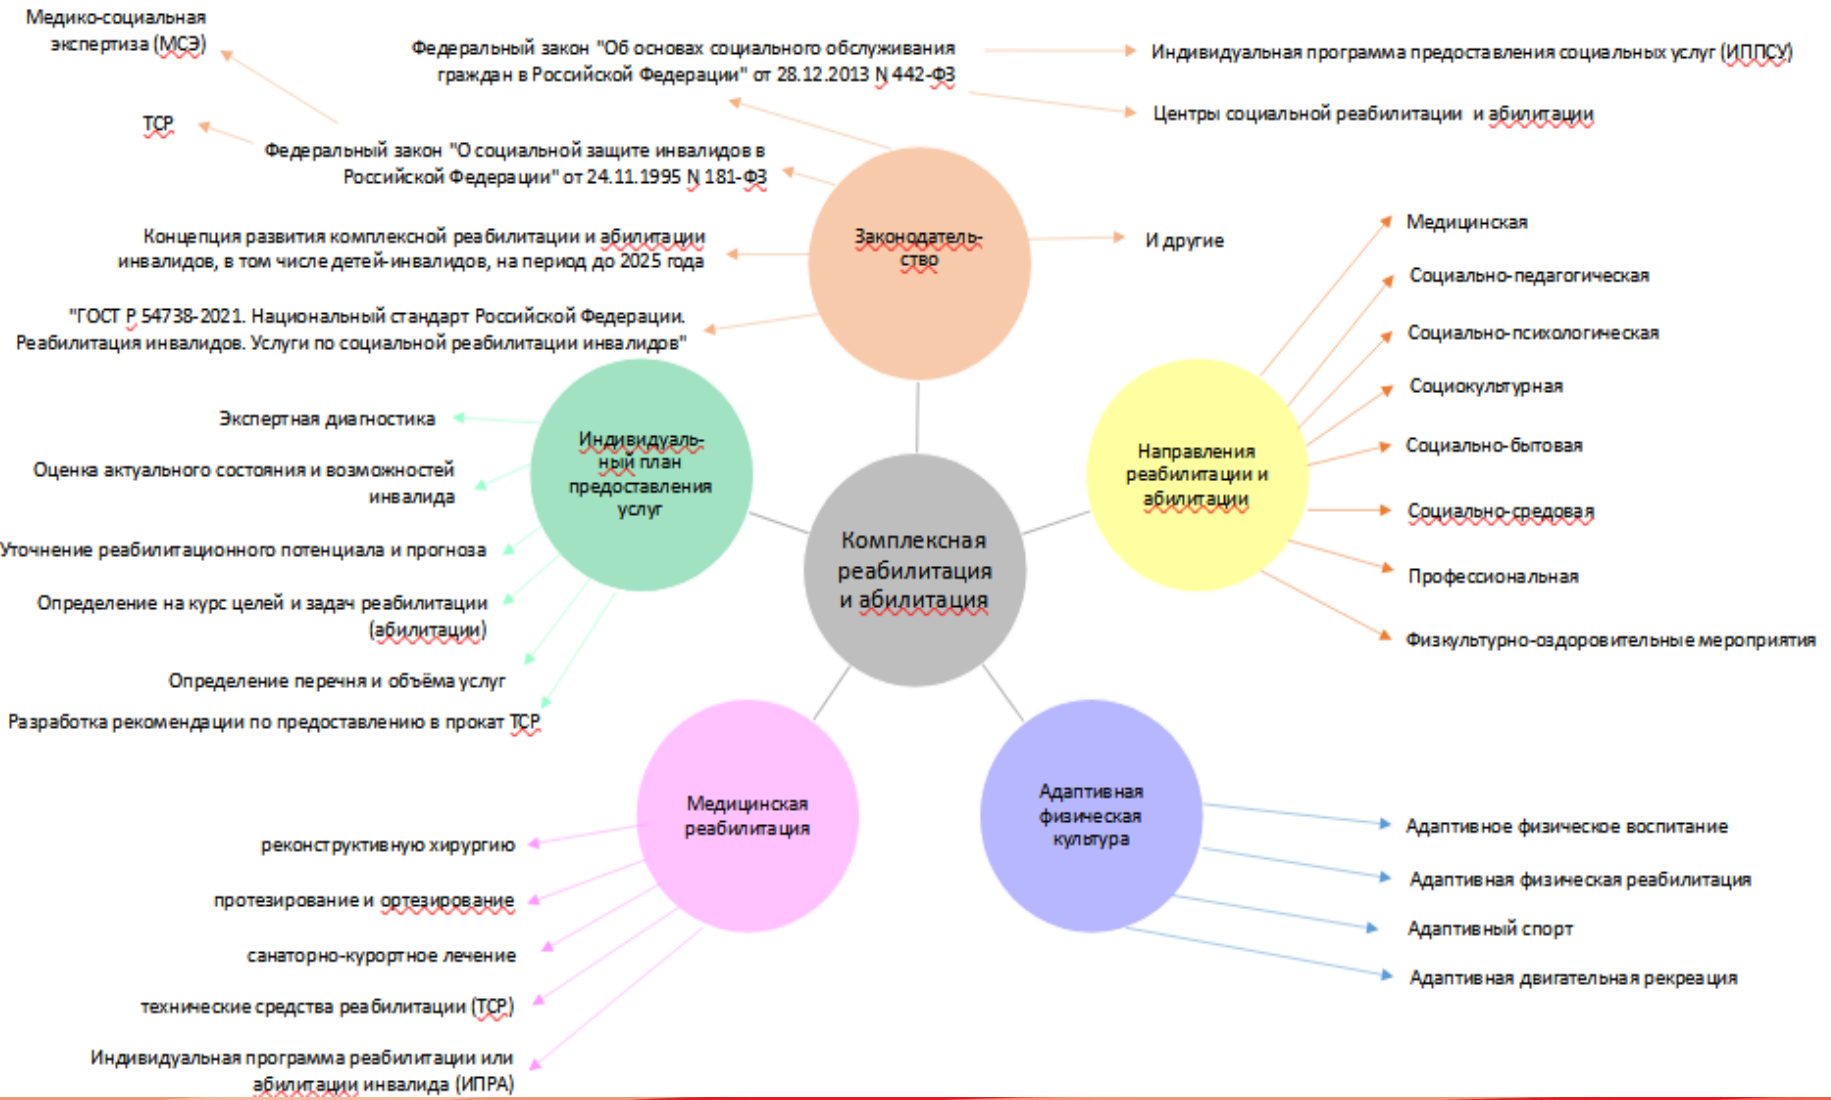 Медико-социальная
экспертиза (МСЭ)
ТСР
Федеральный закон "Об основах социального обслуживания
граждан в Российской Федерации" от 28.12.2013 N 442-ФЗ
Индивидуальная программа предоставления социальных услуг (ИППСУ)
Центры социальной реабилитации и абилитации
Федеральный закон "О социальной защите инвалидов в
Российской Федерации" от 24.11.1995 N 181-ФЗ
Концепция развития комплексной реабилитации и абилитации
инвалидов, в том числе детей-инвалидов, на период до 2025 года
"ГОСТ Р 54738-2021. Национальный стандарт Российской Федерации.
Реабилитация инвалидов. Услуги по социальной реабилитации инвалидов"
Законодатель-
ство
И другие
Медицинская
Социально-педагогическая
Социально-психологическая
Социокультурная
Социально-бытовая
Социально-средовая
Профессиональная
Физкультурно-оздоровительные мероприятия
Направления
реабилитации и
абилитации
Индивидуаль-
ный план
предоставления
услуг
Экспертная диагностика
Оценка актуального состояния и возможностей
инвалида
Уточнение реабилитационного потенциала и прогноза
Определение на курс целей и задач реабилитации
(абилитации)
Определение перечня и объёма услуг
Разработка рекомендации по предоставлению в прокат ТСР
Комплексная
реабилитация
и абилитация
Медицинская
реабилитация
реконструктивную хирургию
протезирование и ортезирование
санаторно-курортное лечение
технические средства реабилитации (ТСР)
Индивидуальная программа реабилитации или
абилитации инвалида (ИПРА)
Адаптивная
физическая
культура
Адаптивное физическое воспитание
Адаптивная физическая реабилитация
Адаптивный спорт
Адаптивная двигательная рекреация